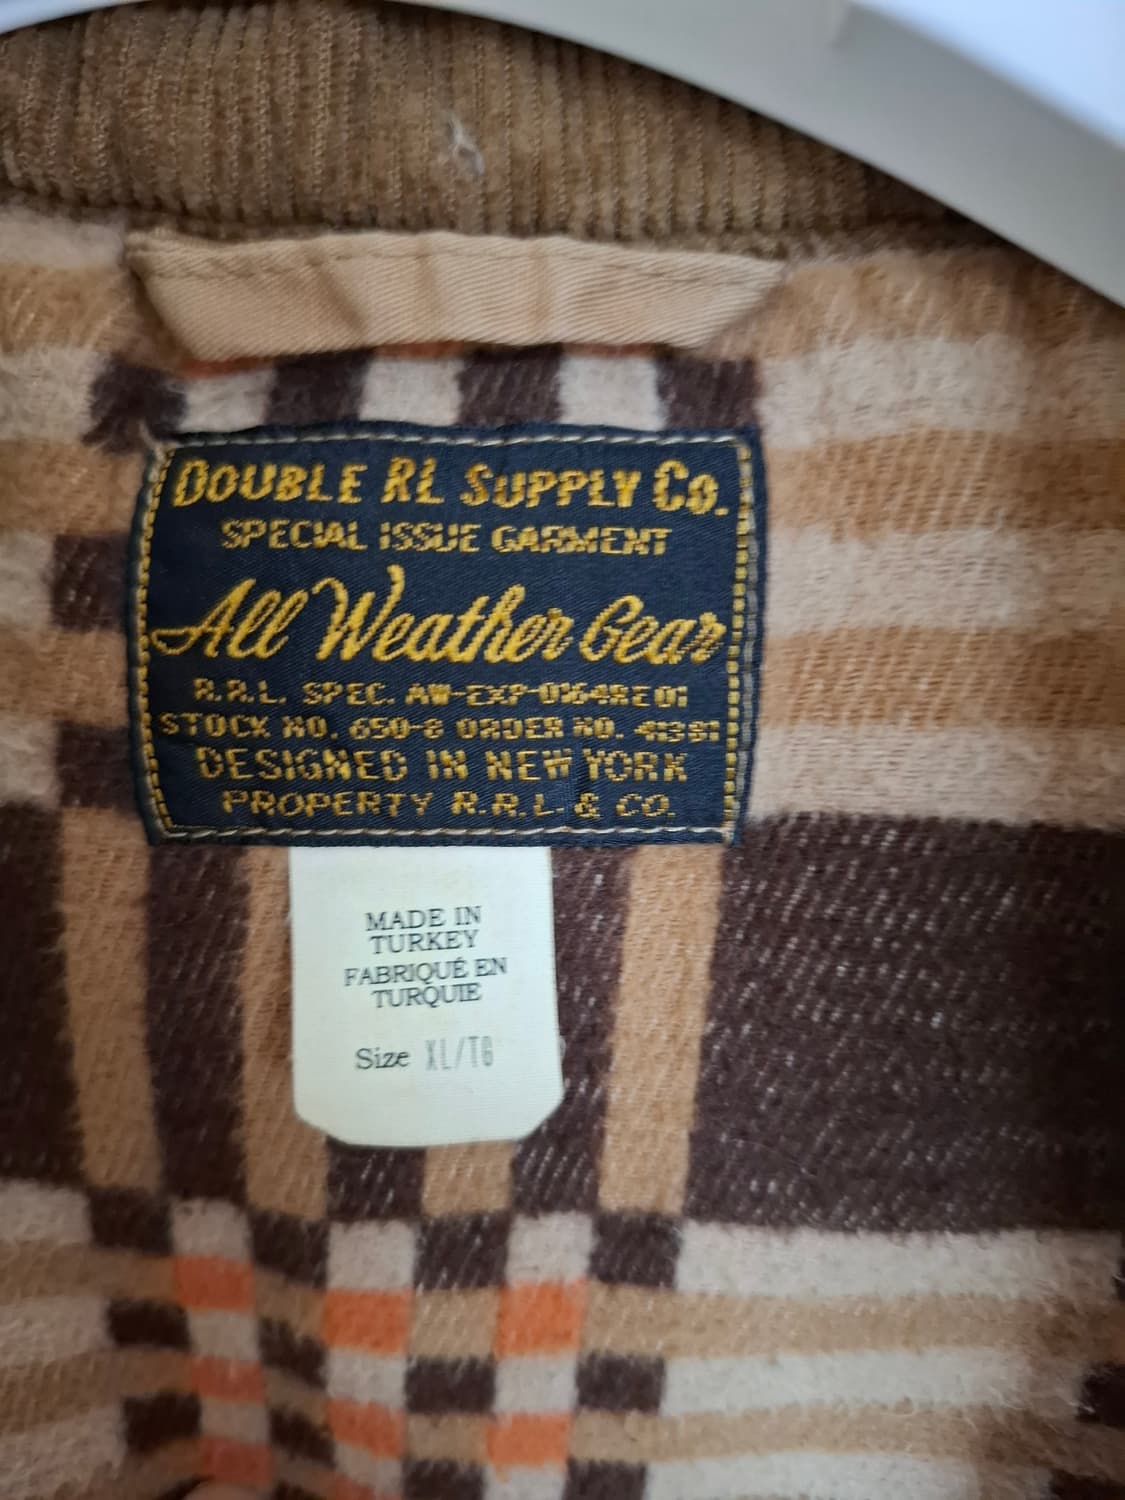 DOUBLE RL SUPPLY CO.
SPECIAL ISSUE GARMENT
All Weather Gear
R.R.L. SPEC. AW-EXP-0164RE01
STOCK NO. 650-8 ORDER NO. 41391
DESIGNED IN NEW YORK
PROPERTY R.R.L. & CO.
MADE IN
TURKEY
FABRIQUÉ EN
TURQUIE
Size XL/TG